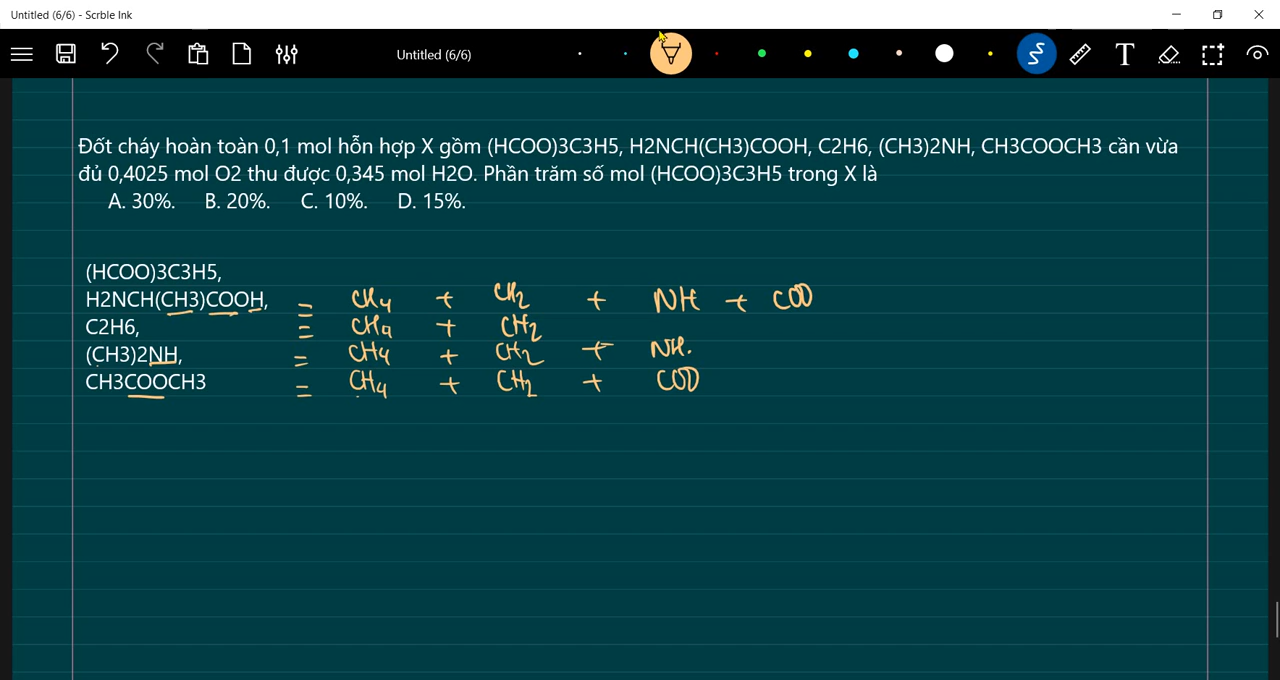 Untitled (6/6) - Scrble Ink
Untitled (6/6)
T
Đốt cháy hoàn toàn 0,1 mol hỗn hợp X gồm (HCOO)3C3H5, H2NCH(CH3)COOH, C2H6, (CH3)2NH, CH3COOCH3 cần vừa
đủ 0,4025 mol O2 thu được 0,345 mol H2O. Phần trăm số mol (HCOO)3C3H5 trong X là
A. 30%. B. 20%. C. 10%. D. 15%.
(HCOO)3C3H5,
H2NCH(CH3)COOH, = CH4 + CH2 + NH + COO
C2H6, = CH4 + CH2
(CH3)2NH, = CH4 + CH2 + NH.
CH3COOCH3 = CH4 + CH2 + COO